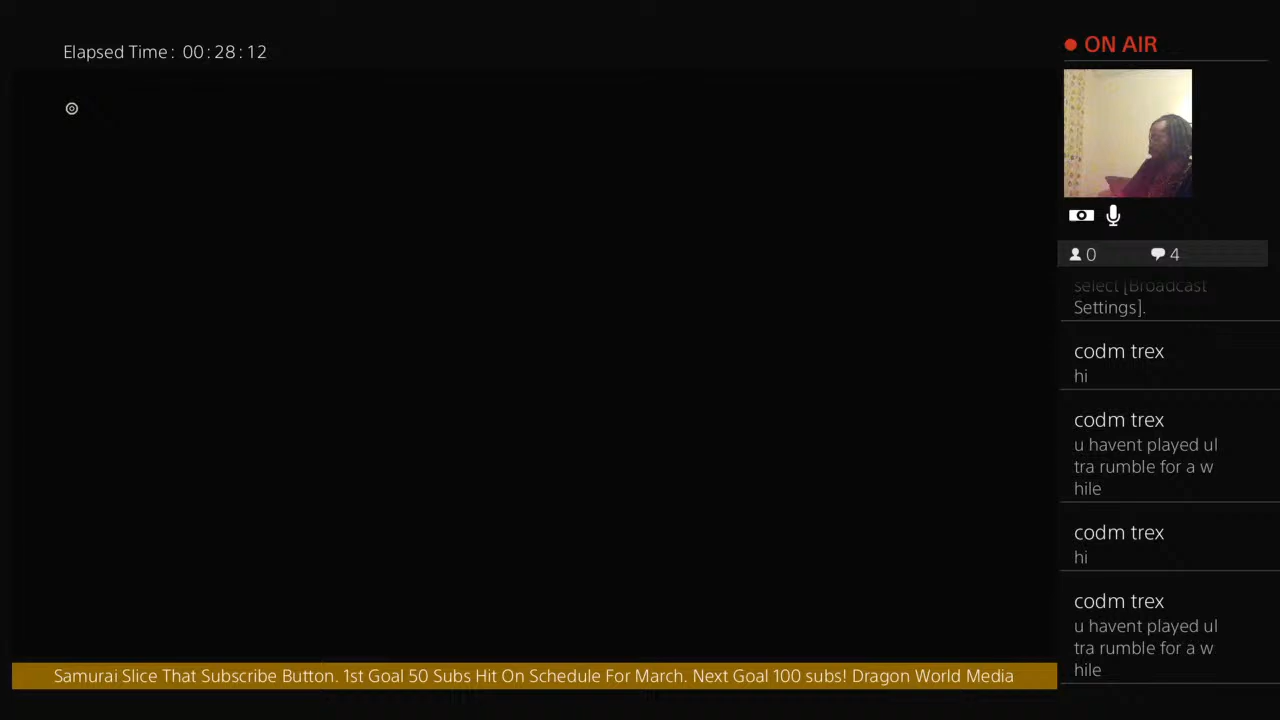 Elapsed Time: 00:28:12
ON AIR
0 4
select [Broadcast
Settings].
codm trex
hi
codm trex
u havent played ul
tra rumble for a w
hile
codm trex
hi
codm trex
u havent played ul
tra rumble for a w
hile
Samurai Slice That Subscribe Button. 1st Goal 50 Subs Hit On Schedule For March. Next Goal 100 subs! Dragon World Media